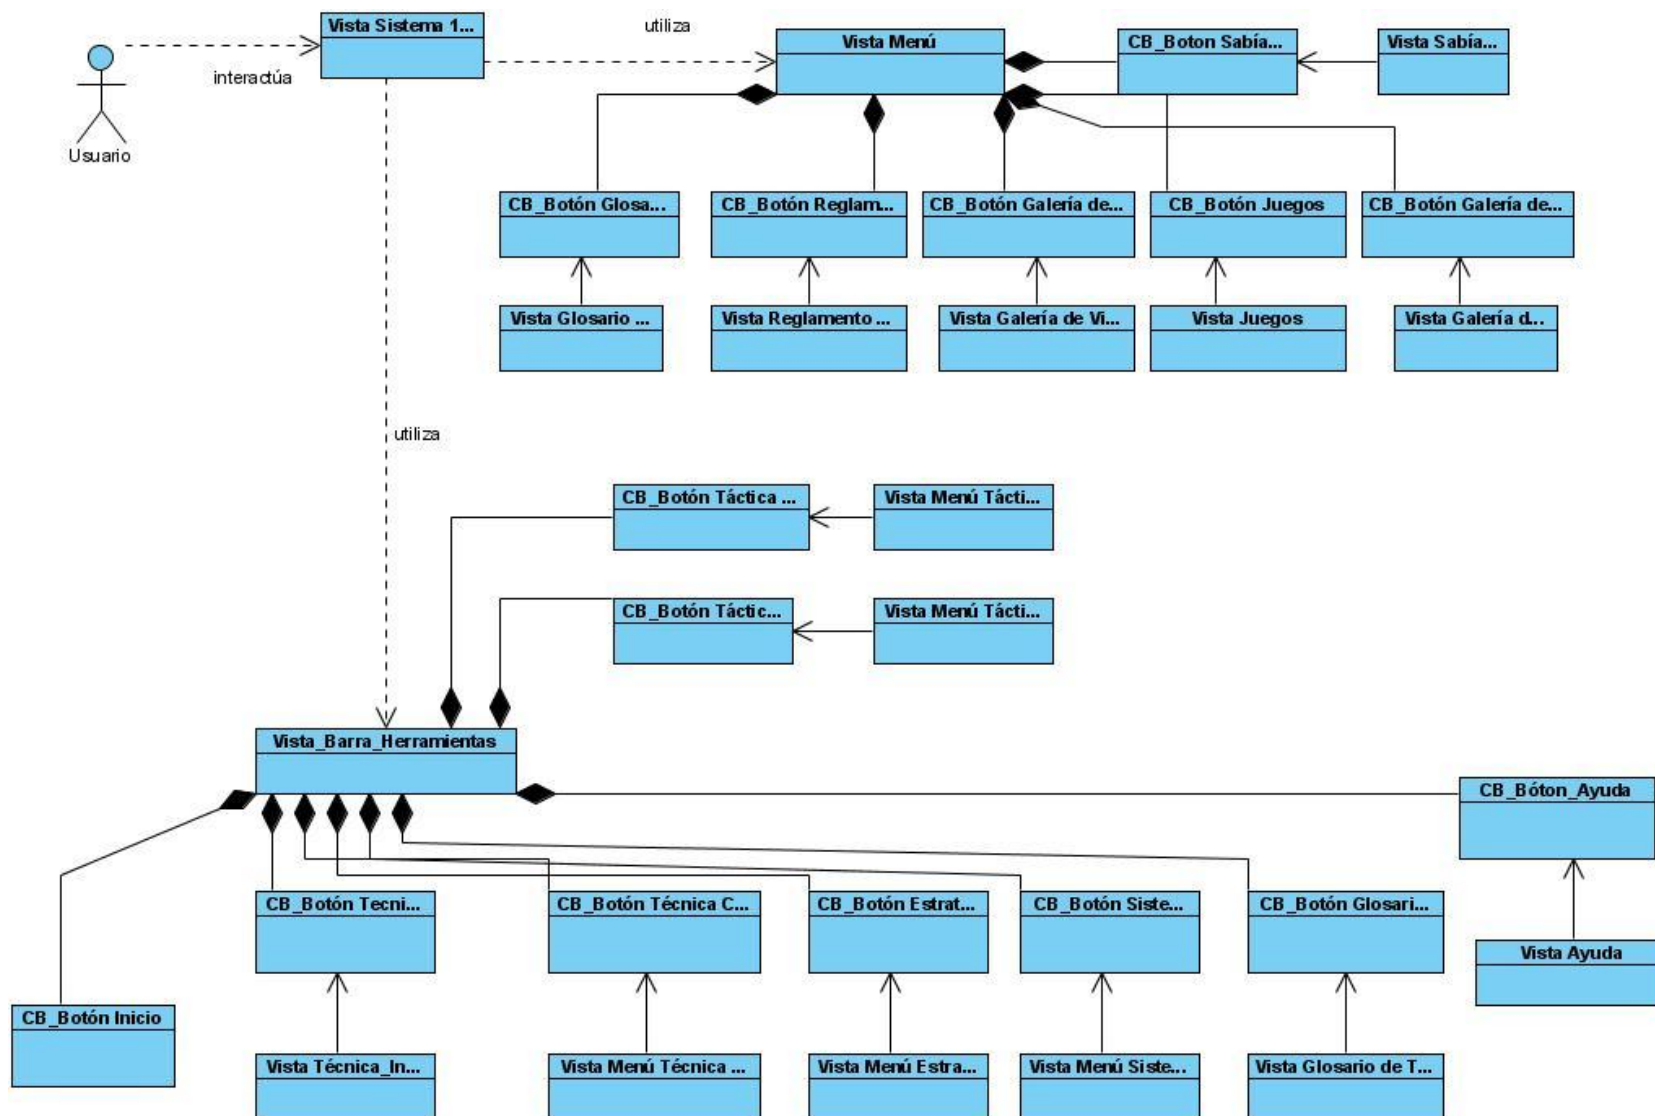 Vista Sistema 1...
utiliza
Vista Menú
CB_Boton Sabía...
Vista Sabía...
interactúa
Usuario
CB_Botón Glosa...
CB_Botón Reglam...
CB_Botón Galería de...
CB_Botón Juegos
CB_Botón Galería de...
Vista Glosario ...
Vista Reglamento ...
Vista Galería de Vi...
Vista Juegos
Vista Galería d...
utiliza
CB_Botón Táctica ...
Vista Menú Tácti...
CB_Botón Táctic...
Vista Menú Tácti...
Vista_Barra_Herramientas
CB_Bóton_Ayuda
CB_Botón Tecni...
CB_Botón Técnica C...
CB_Botón Estrat...
CB_Botón Siste...
CB_Botón Glosari...
Vista Ayuda
CB_Botón Inicio
Vista Técnica_In...
Vista Menú Técnica ...
Vista Menú Estra...
Vista Menú Siste...
Vista Glosario de T...